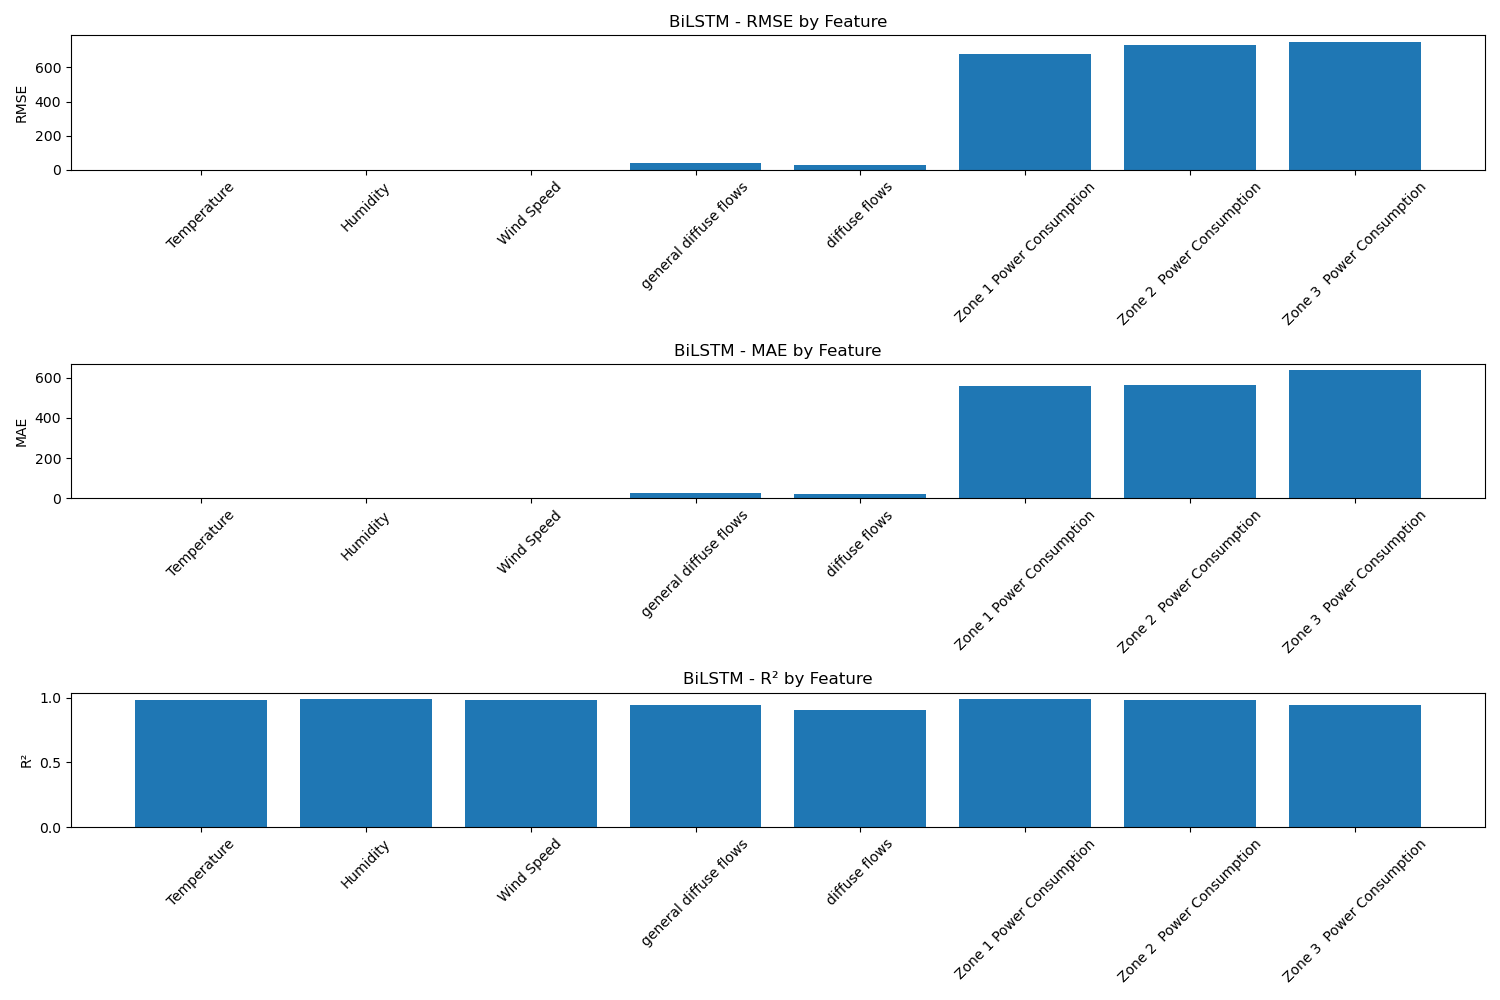 BiLSTM - RMSE by Feature
RMSE
600
400
200
0
Temperature
Humidity
Wind Speed
general diffuse flows
diffuse flows
Zone 1 Power Consumption
Zone 2  Power Consumption
Zone 3  Power Consumption
BiLSTM - MAE by Feature
MAE
600
400
200
0
Temperature
Humidity
Wind Speed
general diffuse flows
diffuse flows
Zone 1 Power Consumption
Zone 2  Power Consumption
Zone 3  Power Consumption
BiLSTM - R² by Feature
R²
1.0
0.5
0.0
Temperature
Humidity
Wind Speed
general diffuse flows
diffuse flows
Zone 1 Power Consumption
Zone 2  Power Consumption
Zone 3  Power Consumption